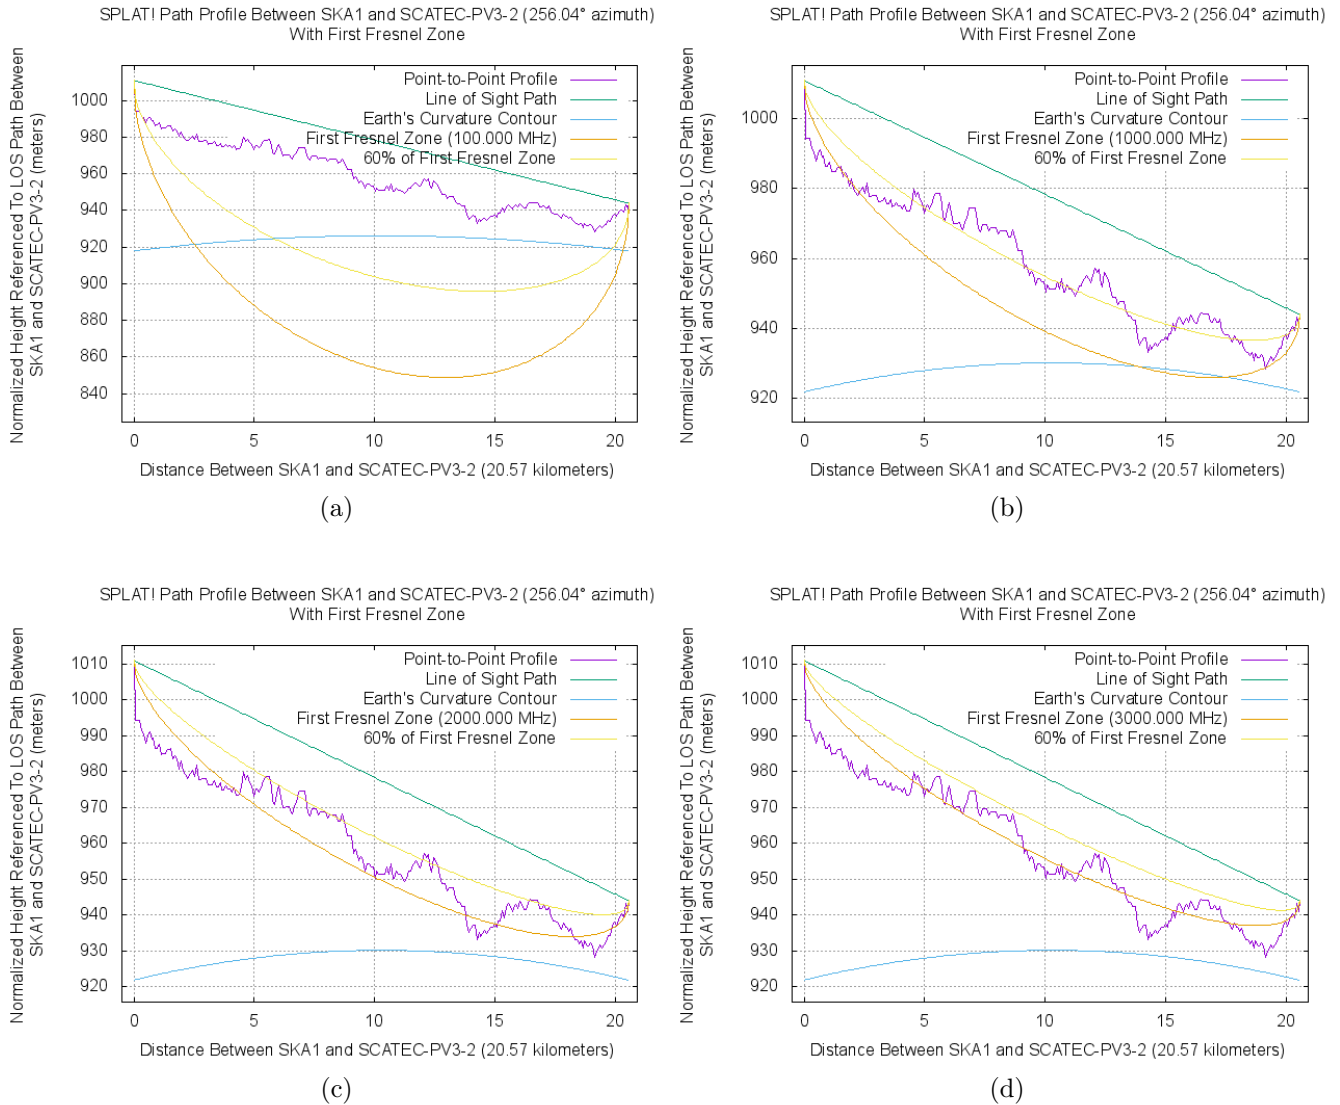 SPLAT! Path Profile Between SKA1 and SCATEC-PV3-2 (256.04° azimuth)
With First Fresnel Zone
Normalized Height Referenced To LOS Path Between
SKA1 and SCATEC-PV3-2 (meters)
Point-to-Point Profile
Line of Sight Path
Earth's Curvature Contour
First Fresnel Zone (100.000 MHz)
60% of First Fresnel Zone
1000
980
960
940
920
900
880
860
840
0 5 10 15 20
Distance Between SKA1 and SCATEC-PV3-2 (20.57 kilometers)
(a)
SPLAT! Path Profile Between SKA1 and SCATEC-PV3-2 (256.04° azimuth)
With First Fresnel Zone
Normalized Height Referenced To LOS Path Between
SKA1 and SCATEC-PV3-2 (meters)
Point-to-Point Profile
Line of Sight Path
Earth's Curvature Contour
First Fresnel Zone (1000.000 MHz)
60% of First Fresnel Zone
1000
980
960
940
920
0 5 10 15 20
Distance Between SKA1 and SCATEC-PV3-2 (20.57 kilometers)
(b)
SPLAT! Path Profile Between SKA1 and SCATEC-PV3-2 (256.04° azimuth)
With First Fresnel Zone
Normalized Height Referenced To LOS Path Between
SKA1 and SCATEC-PV3-2 (meters)
Point-to-Point Profile
Line of Sight Path
Earth's Curvature Contour
First Fresnel Zone (2000.000 MHz)
60% of First Fresnel Zone
1010
1000
990
980
970
960
950
940
930
920
0 5 10 15 20
Distance Between SKA1 and SCATEC-PV3-2 (20.57 kilometers)
(c)
SPLAT! Path Profile Between SKA1 and SCATEC-PV3-2 (256.04° azimuth)
With First Fresnel Zone
Normalized Height Referenced To LOS Path Between
SKA1 and SCATEC-PV3-2 (meters)
Point-to-Point Profile
Line of Sight Path
Earth's Curvature Contour
First Fresnel Zone (3000.000 MHz)
60% of First Fresnel Zone
1010
1000
990
980
970
960
950
940
930
920
0 5 10 15 20
Distance Between SKA1 and SCATEC-PV3-2 (20.57 kilometers)
(d)